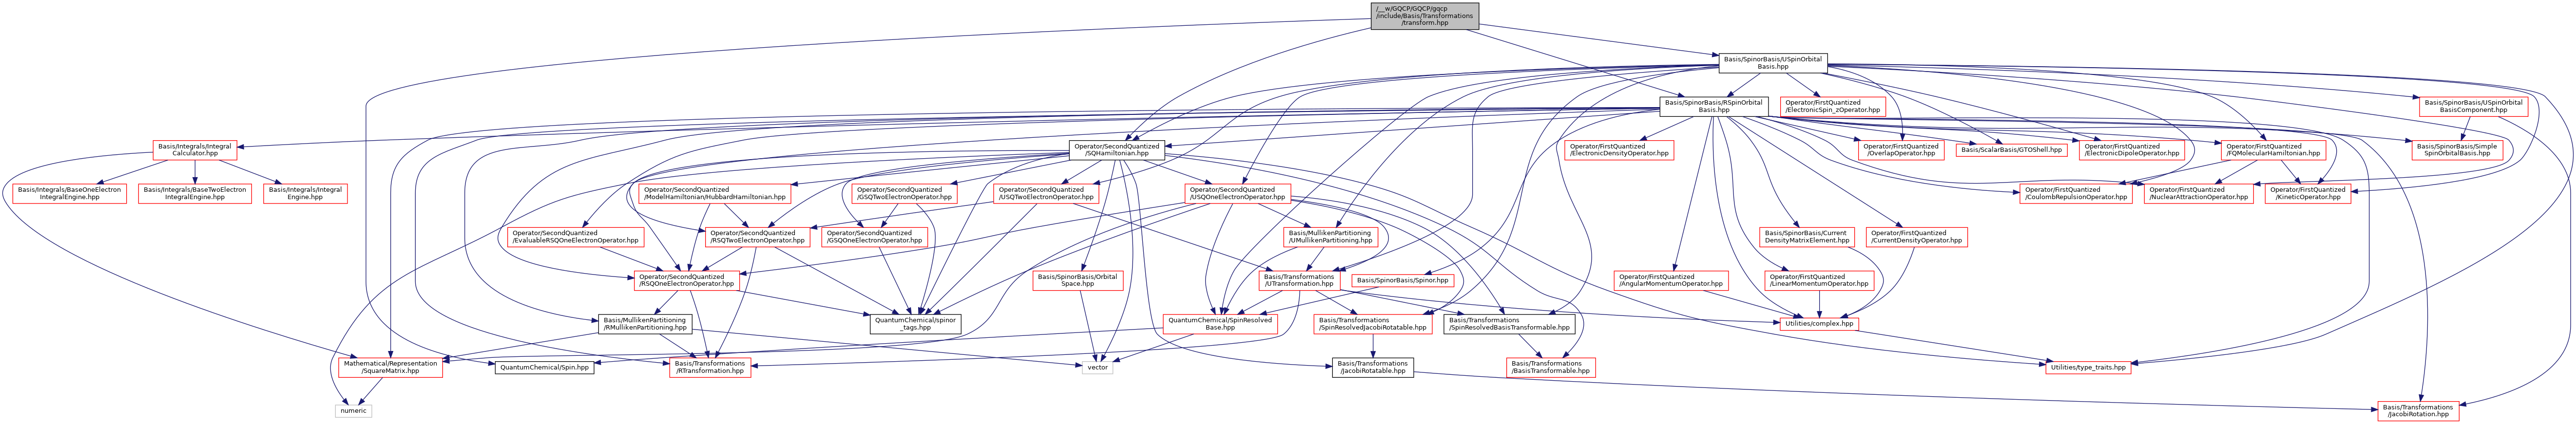 /__w/GQCP/GQCP/gqcp
/include/Basis/Transformations
/transform.hpp
Basis/SpinorBasis/USpinOrbital
Basis.hpp
Basis/SpinorBasis/RSpinOrbital
Basis.hpp
Operator/FirstQuantized
/ElectronicSpin_zOperator.hpp
Basis/SpinorBasis/USpinOrbital
BasisComponent.hpp
Basis/Integrals/Integral
Calculator.hpp
Operator/SecondQuantized
/SQHamiltonian.hpp
Operator/FirstQuantized
/ElectronicDensityOperator.hpp
Operator/FirstQuantized
/OverlapOperator.hpp
Basis/ScalarBasis/GTOShell.hpp
Operator/FirstQuantized
/ElectronicDipoleOperator.hpp
Operator/FirstQuantized
/FQMolecularHamiltonian.hpp
Basis/SpinorBasis/Simple
SpinOrbitalBasis.hpp
Basis/Integrals/BaseOneElectron
IntegralEngine.hpp
Basis/Integrals/BaseTwoElectron
IntegralEngine.hpp
Basis/Integrals/Integral
Engine.hpp
Operator/SecondQuantized
/ModelHamiltonian/HubbardHamiltonian.hpp
Operator/SecondQuantized
/GSQTwoElectronOperator.hpp
Operator/SecondQuantized
/USQTwoElectronOperator.hpp
Operator/SecondQuantized
/USQOneElectronOperator.hpp
Operator/FirstQuantized
/CoulombRepulsionOperator.hpp
Operator/FirstQuantized
/NuclearAttractionOperator.hpp
Operator/FirstQuantized
/KineticOperator.hpp
Operator/SecondQuantized
/EvaluableRSQOneElectronOperator.hpp
Operator/SecondQuantized
/RSQTwoElectronOperator.hpp
Operator/SecondQuantized
/GSQOneElectronOperator.hpp
Basis/MullikenPartitioning
/UMullikenPartitioning.hpp
Basis/SpinorBasis/Current
DensityMatrixElement.hpp
Operator/FirstQuantized
/CurrentDensityOperator.hpp
Operator/SecondQuantized
/RSQOneElectronOperator.hpp
Basis/SpinorBasis/Orbital
Space.hpp
Basis/Transformations
/UTransformation.hpp
Basis/SpinorBasis/Spinor.hpp
Operator/FirstQuantized
/AngularMomentumOperator.hpp
Operator/FirstQuantized
/LinearMomentumOperator.hpp
Basis/MullikenPartitioning
/RMullikenPartitioning.hpp
QuantumChemical/spinor
_tags.hpp
QuantumChemical/SpinResolved
Base.hpp
Basis/Transformations
/SpinResolvedJacobiRotatable.hpp
Basis/Transformations
/SpinResolvedBasisTransformable.hpp
Utilities/complex.hpp
Mathematical/Representation
/SquareMatrix.hpp
QuantumChemical/Spin.hpp
Basis/Transformations
/RTransformation.hpp
vector
Basis/Transformations
/JacobiRotatable.hpp
Basis/Transformations
/BasisTransformable.hpp
Utilities/type_traits.hpp
numeric
Basis/Transformations
/JacobiRotation.hpp